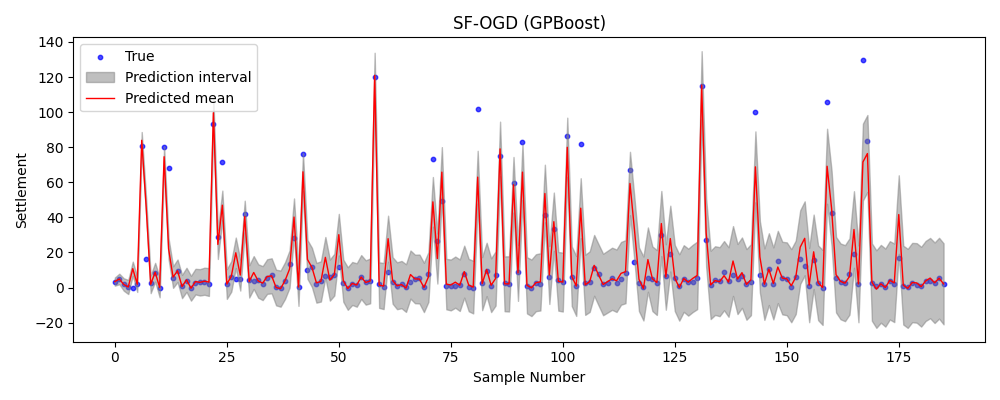 SF-OGD (GPBoost)
True
Prediction interval
Predicted mean
Settlement
140
120
100
80
60
40
20
0
−20
0 25 50 75 100 125 150 175
Sample Number